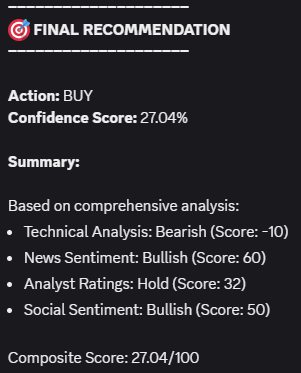 🎯 FINAL RECOMMENDATION
Action: BUY
Confidence Score: 27.04%
Summary:
Based on comprehensive analysis:
• Technical Analysis: Bearish (Score: -10)
• News Sentiment: Bullish (Score: 60)
• Analyst Ratings: Hold (Score: 32)
• Social Sentiment: Bullish (Score: 50)
Composite Score: 27.04/100